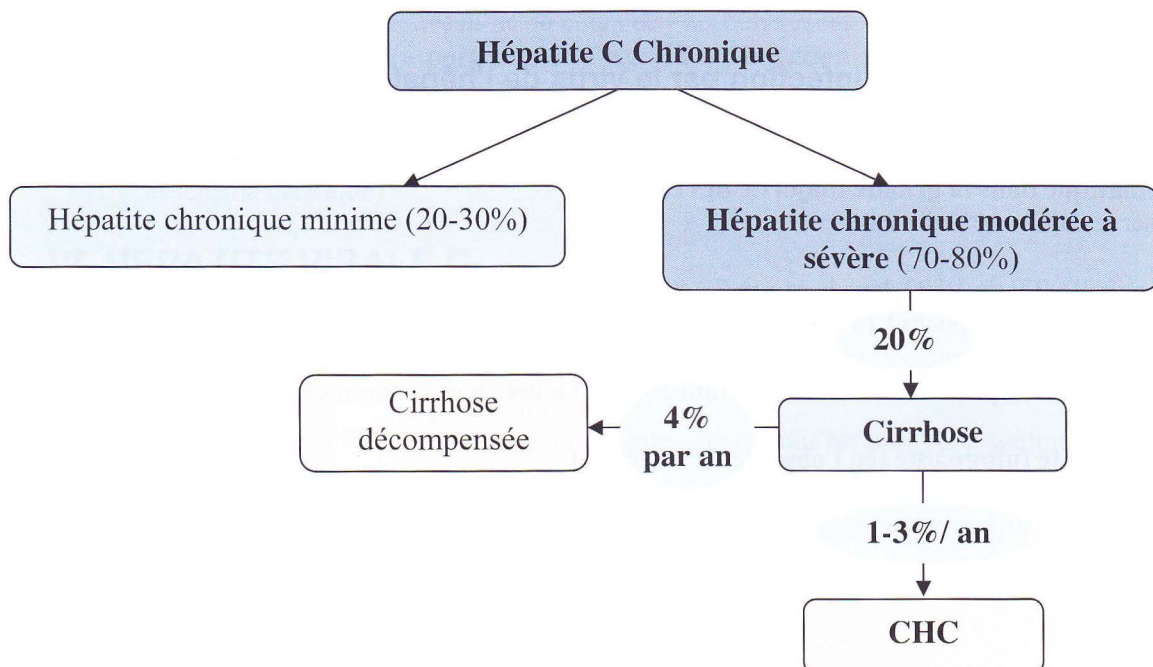 Hépatite C Chronique
Hépatite chronique minime (20-30%)
Hépatite chronique modérée à
sévère (70-80%)
20%
Cirrhose
décompensée
4%
par an
Cirrhose
1-3%/ an
CHC